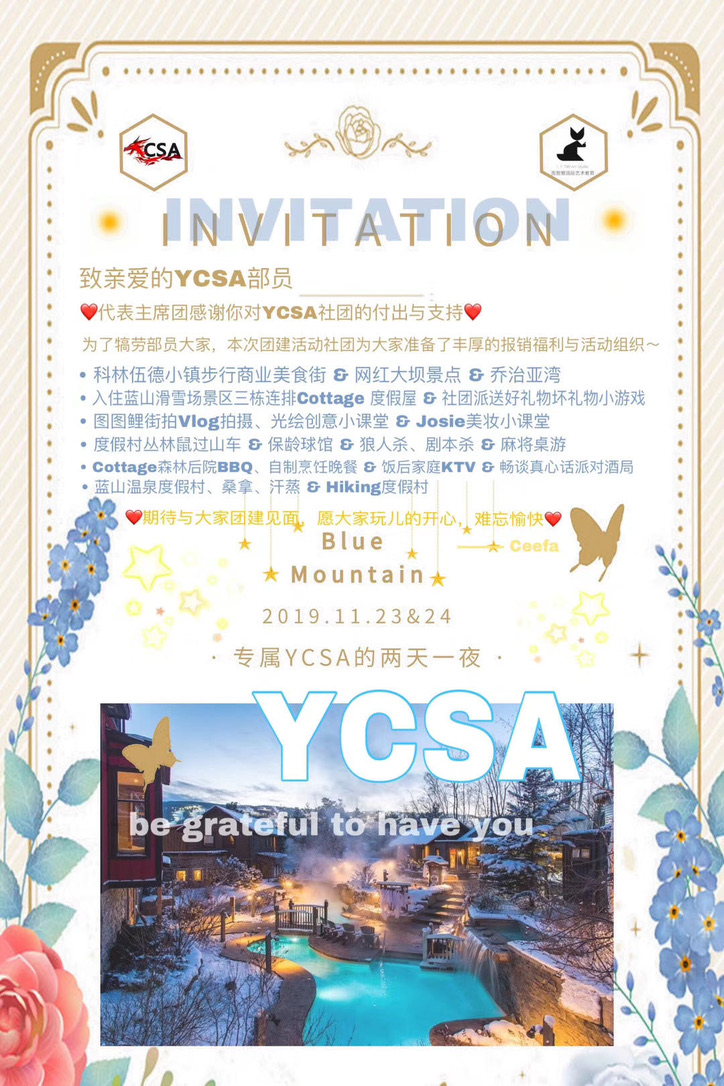 CSA
INVITATION
INVITATION
致亲爱的YCSA部员
❤️代表主席团感谢你对YCSA社团的付出与支持❤️
为了犒劳部员大家，本次团建活动社团为大家准备了丰厚的报销福利与活动组织～
• 科林伍德小镇步行商业美食街 & 网红大坝景点 & 乔治亚湾
• 入住蓝山滑雪场景区三栋连排Cottage 度假屋 & 社团派送好礼物坏礼物小游戏
• 图图鲤街拍Vlog拍摄、光绘创意小课堂 & Josie美妆小课堂
• 度假村丛林鼠过山车 & 保龄球馆 & 狼人杀、剧本杀 & 麻将桌游
• Cottage森林后院BBQ、自制烹饪晚餐 & 饭后家庭KTV & 畅谈真心话派对酒局
• 蓝山温泉度假村、桑拿、汗蒸 & Hiking度假村
❤️期待与大家团建见面，愿大家玩儿的开心，难忘愉快❤️
—— Ceefa
Blue
Mountain
2019.11.23&24
· 专属YCSA的两天一夜 ·
YCSA
be grateful to have you